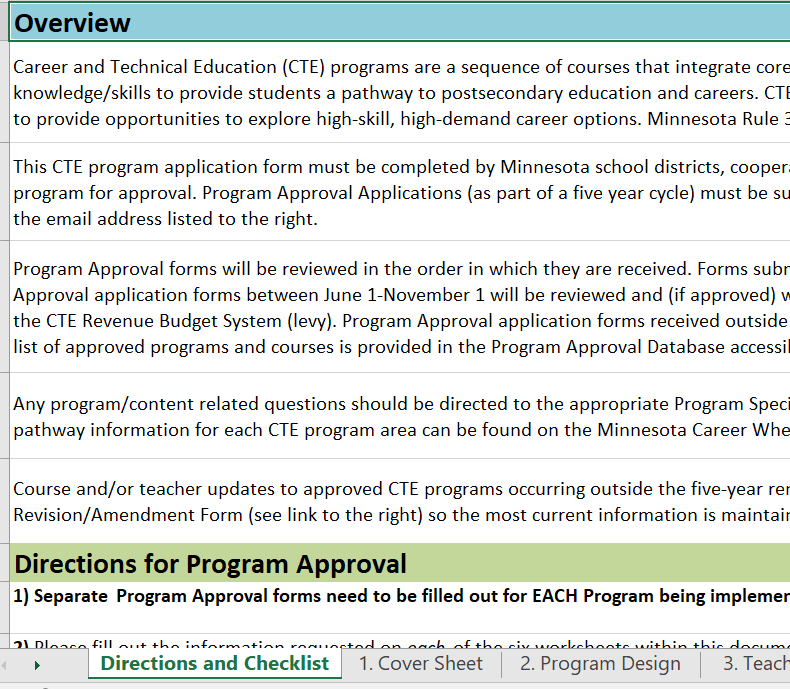 Overview
Career and Technical Education (CTE) programs are a sequence of courses that integrate core
knowledge/skills to provide students a pathway to postsecondary education and careers. CTE
to provide opportunities to explore high-skill, high-demand career options. Minnesota Rule 3
This CTE program application form must be completed by Minnesota school districts, cooper
program for approval. Program Approval Applications (as part of a five year cycle) must be su
the email address listed to the right.
Program Approval forms will be reviewed in the order in which they are received. Forms subm
Approval application forms between June 1-November 1 will be reviewed and (if approved) w
the CTE Revenue Budget System (levy). Program Approval application forms received outside
list of approved programs and courses is provided in the Program Approval Database accessil
Any program/content related questions should be directed to the appropriate Program Speci
pathway information for each CTE program area can be found on the Minnesota Career Whe
Course and/or teacher updates to approved CTE programs occurring outside the five-year ren
Revision/Amendment Form (see link to the right) so the most current information is maintain
Directions for Program Approval
1) Separate Program Approval forms need to be filled out for EACH Program being implemen
2) Please fill out the information requested on each of the six worksheets within this docum
Directions and Checklist 1. Cover Sheet 2. Program Design 3. Teach